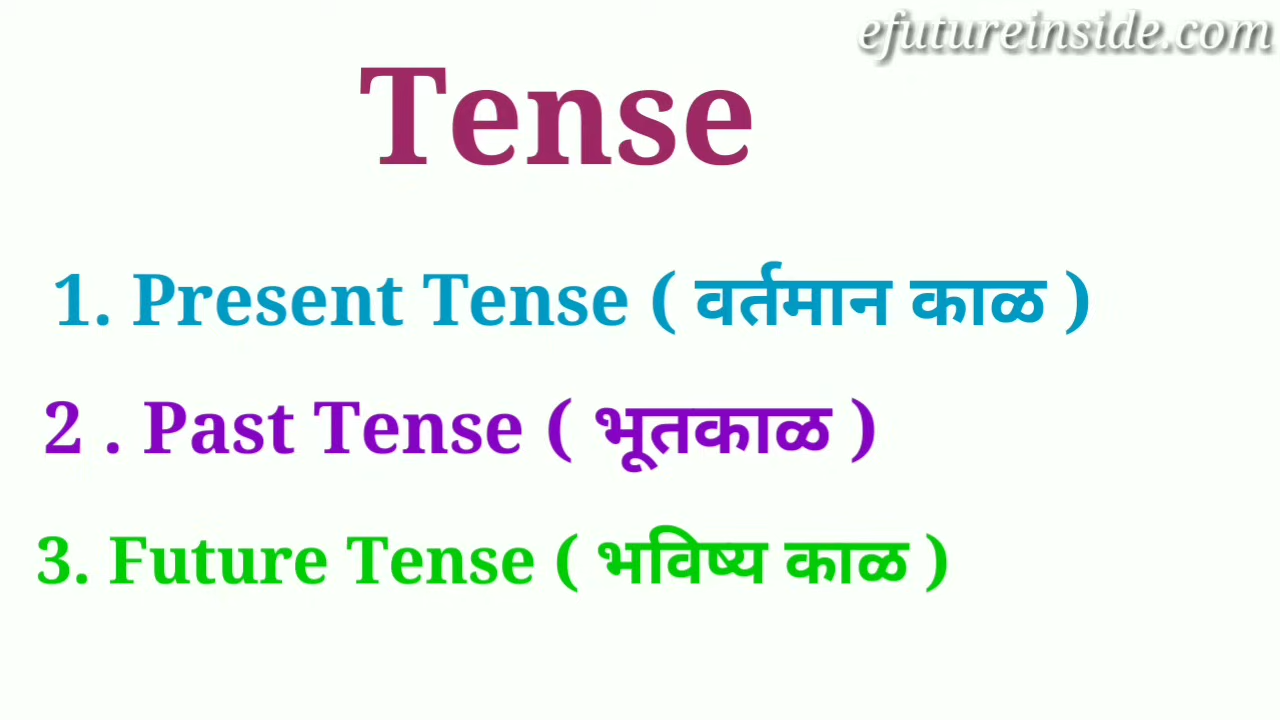 efutureinside.com
Tense
1. Present Tense ( वर्तमान काळ )
2 . Past Tense ( भूतकाळ )
3. Future Tense ( भविष्य काळ )